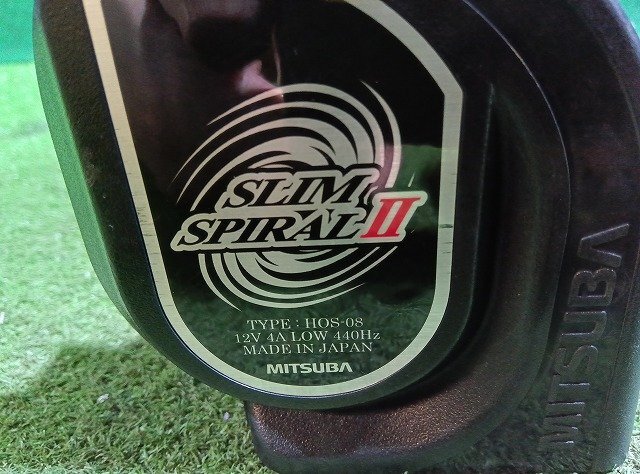 SLIM
SPIRAL II
TYPE : HOS-08
12V 4A LOW 440Hz
MADE IN JAPAN
MITSUBA
MITSUBA